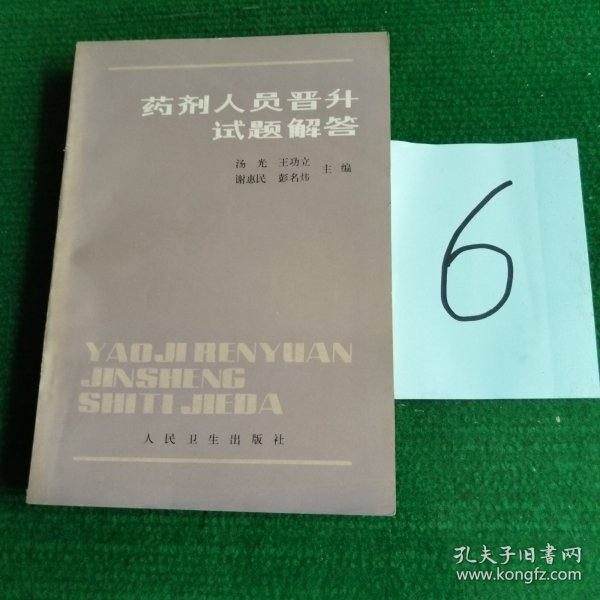 药剂人员晋升
试题解答
汤光 王功立
谢惠民 彭名炜 主编
YAOJI RENYUAN
JINSHENG
SHITI JIEDA
人民卫生出版社
6
孔夫子旧书网
www.kongfz.com